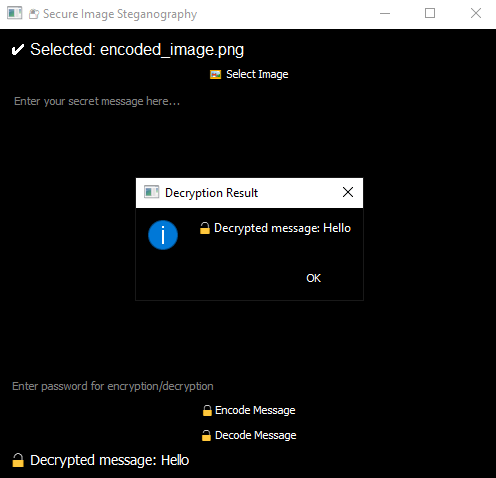 Secure Image Steganography
✔ Selected: encoded_image.png
Select Image
Enter your secret message here...
Decryption Result
Decrypted message: Hello
OK
Enter password for encryption/decryption
Encode Message
Decode Message
Decrypted message: Hello